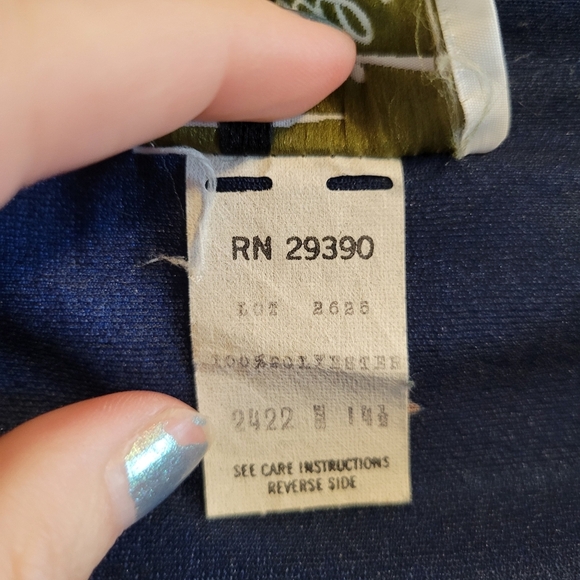 RN 29390
LOT 2626
100%POLYESTER
2422 14½
SEE CARE INSTRUCTIONS
REVERSE SIDE